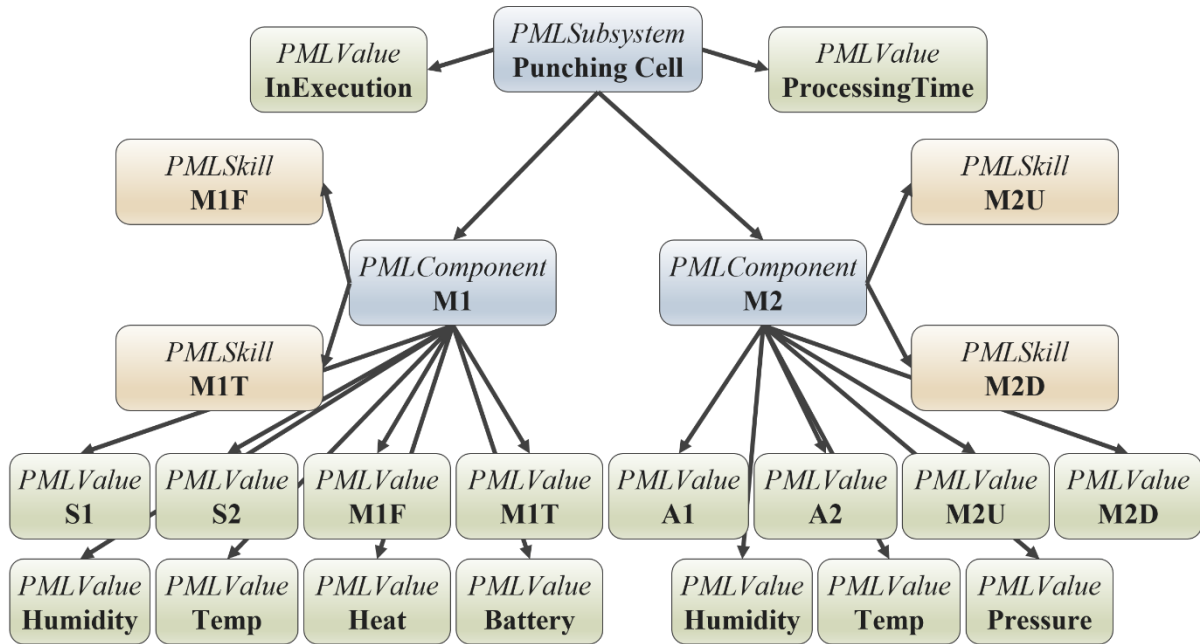 PMLSubsystem
Punching Cell
PMLValue
InExecution
PMLValue
ProcessingTime
PMLSkill
M1F
PMLSkill
M2U
PMLComponent
M1
PMLComponent
M2
PMLSkill
M1T
PMLSkill
M2D
PMLValue
S1
PMLValue
S2
PMLValue
M1F
PMLValue
M1T
PMLValue
A1
PMLValue
A2
PMLValue
M2U
PMLValue
M2D
PMLValue
Humidity
PMLValue
Temp
PMLValue
Heat
PMLValue
Battery
PMLValue
Humidity
PMLValue
Temp
PMLValue
Pressure